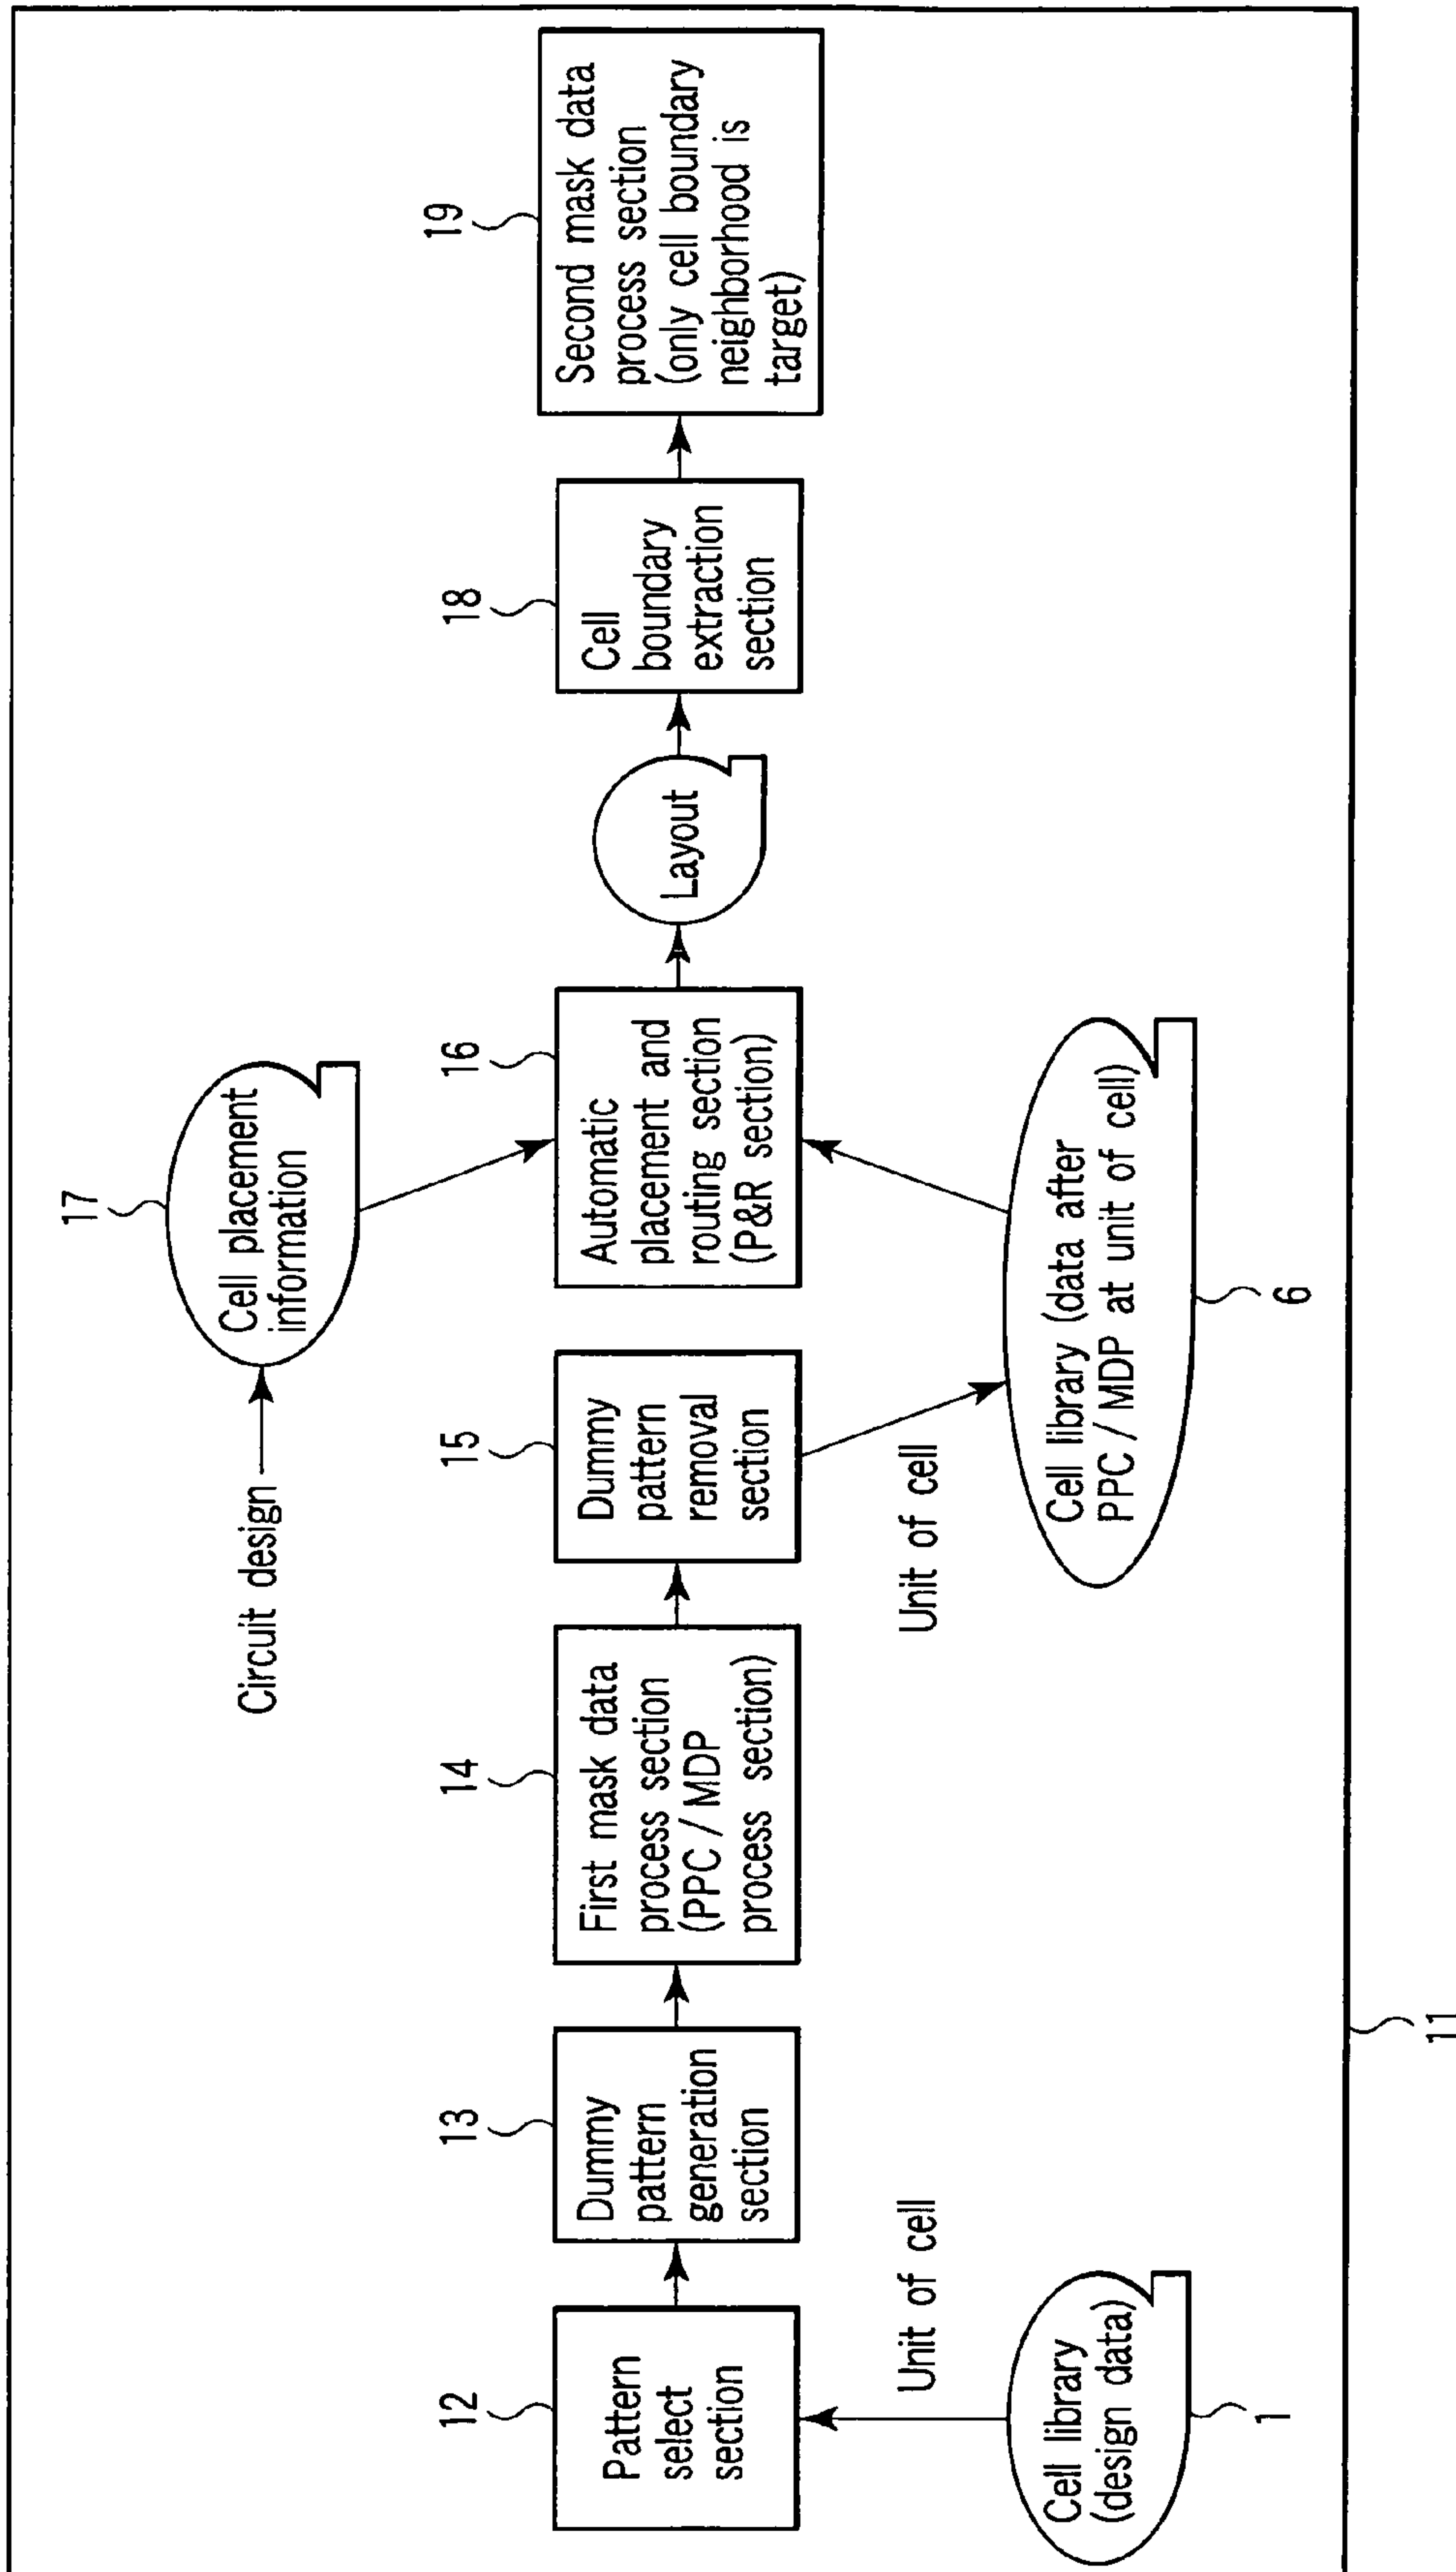 17
Circuit design
Cell placement
information
12
Pattern
select
section
13
Dummy
pattern
generation
section
14
First mask data
process section
(PPC / MDP
process section)
15
Dummy
pattern
removal
section
16
Automatic
placement and
routing section
(P&R section)
Layout
18
Cell
boundary
extraction
section
19
Second mask data
process section
(only cell boundary
neighborhood is
target)
Unit of cell
Unit of cell
Cell library
(design data)
1
Cell library (data after
PPC / MDP at unit of cell)
6
11